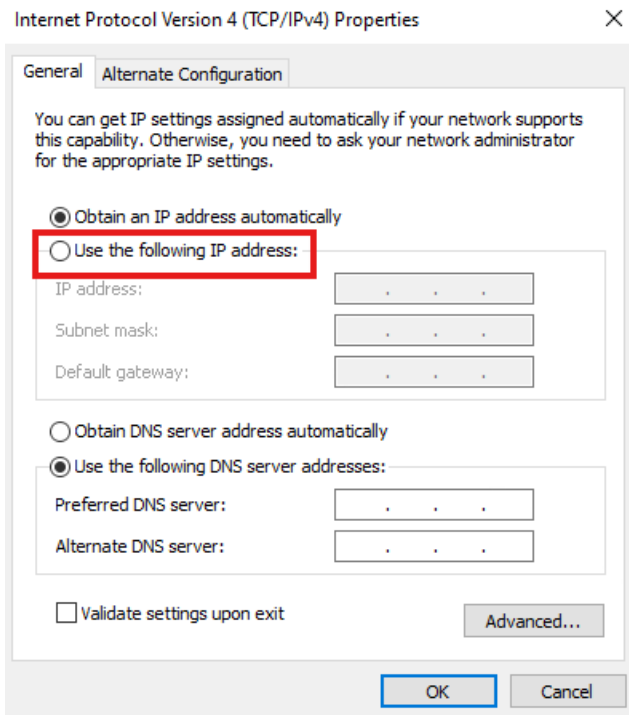 Internet Protocol Version 4 (TCP/IPv4) Properties
General
Alternate Configuration
You can get IP settings assigned automatically if your network supports
this capability. Otherwise, you need to ask your network administrator
for the appropriate IP settings.
Obtain an IP address automatically
Use the following IP address:
IP address:
Subnet mask:
Default gateway:
Obtain DNS server address automatically
Use the following DNS server addresses:
Preferred DNS server:
Alternate DNS server:
Validate settings upon exit
Advanced...
OK
Cancel